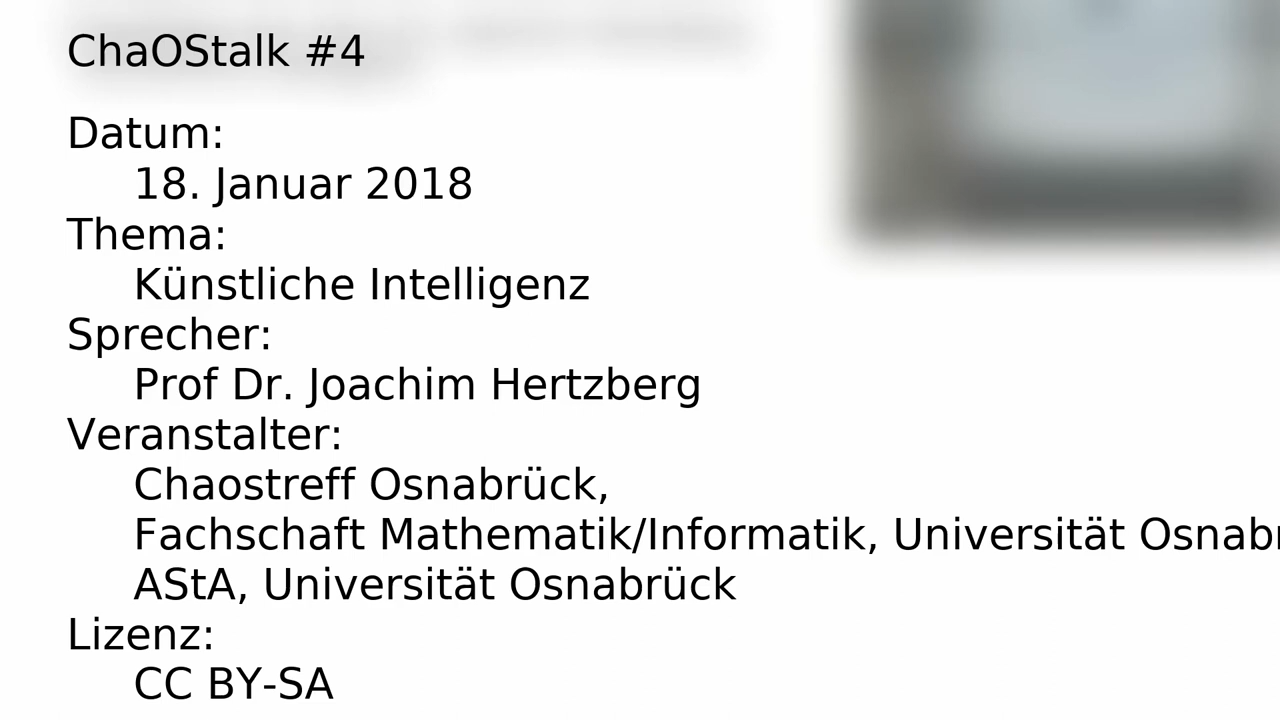 ChaOStalk #4
Datum:
18. Januar 2018
Thema:
Künstliche Intelligenz
Sprecher:
Prof Dr. Joachim Hertzberg
Veranstalter:
Chaostreff Osnabrück,
Fachschaft Mathematik/Informatik, Universität
AStA, Universität Osnabrück
Lizenz:
CC BY-SA